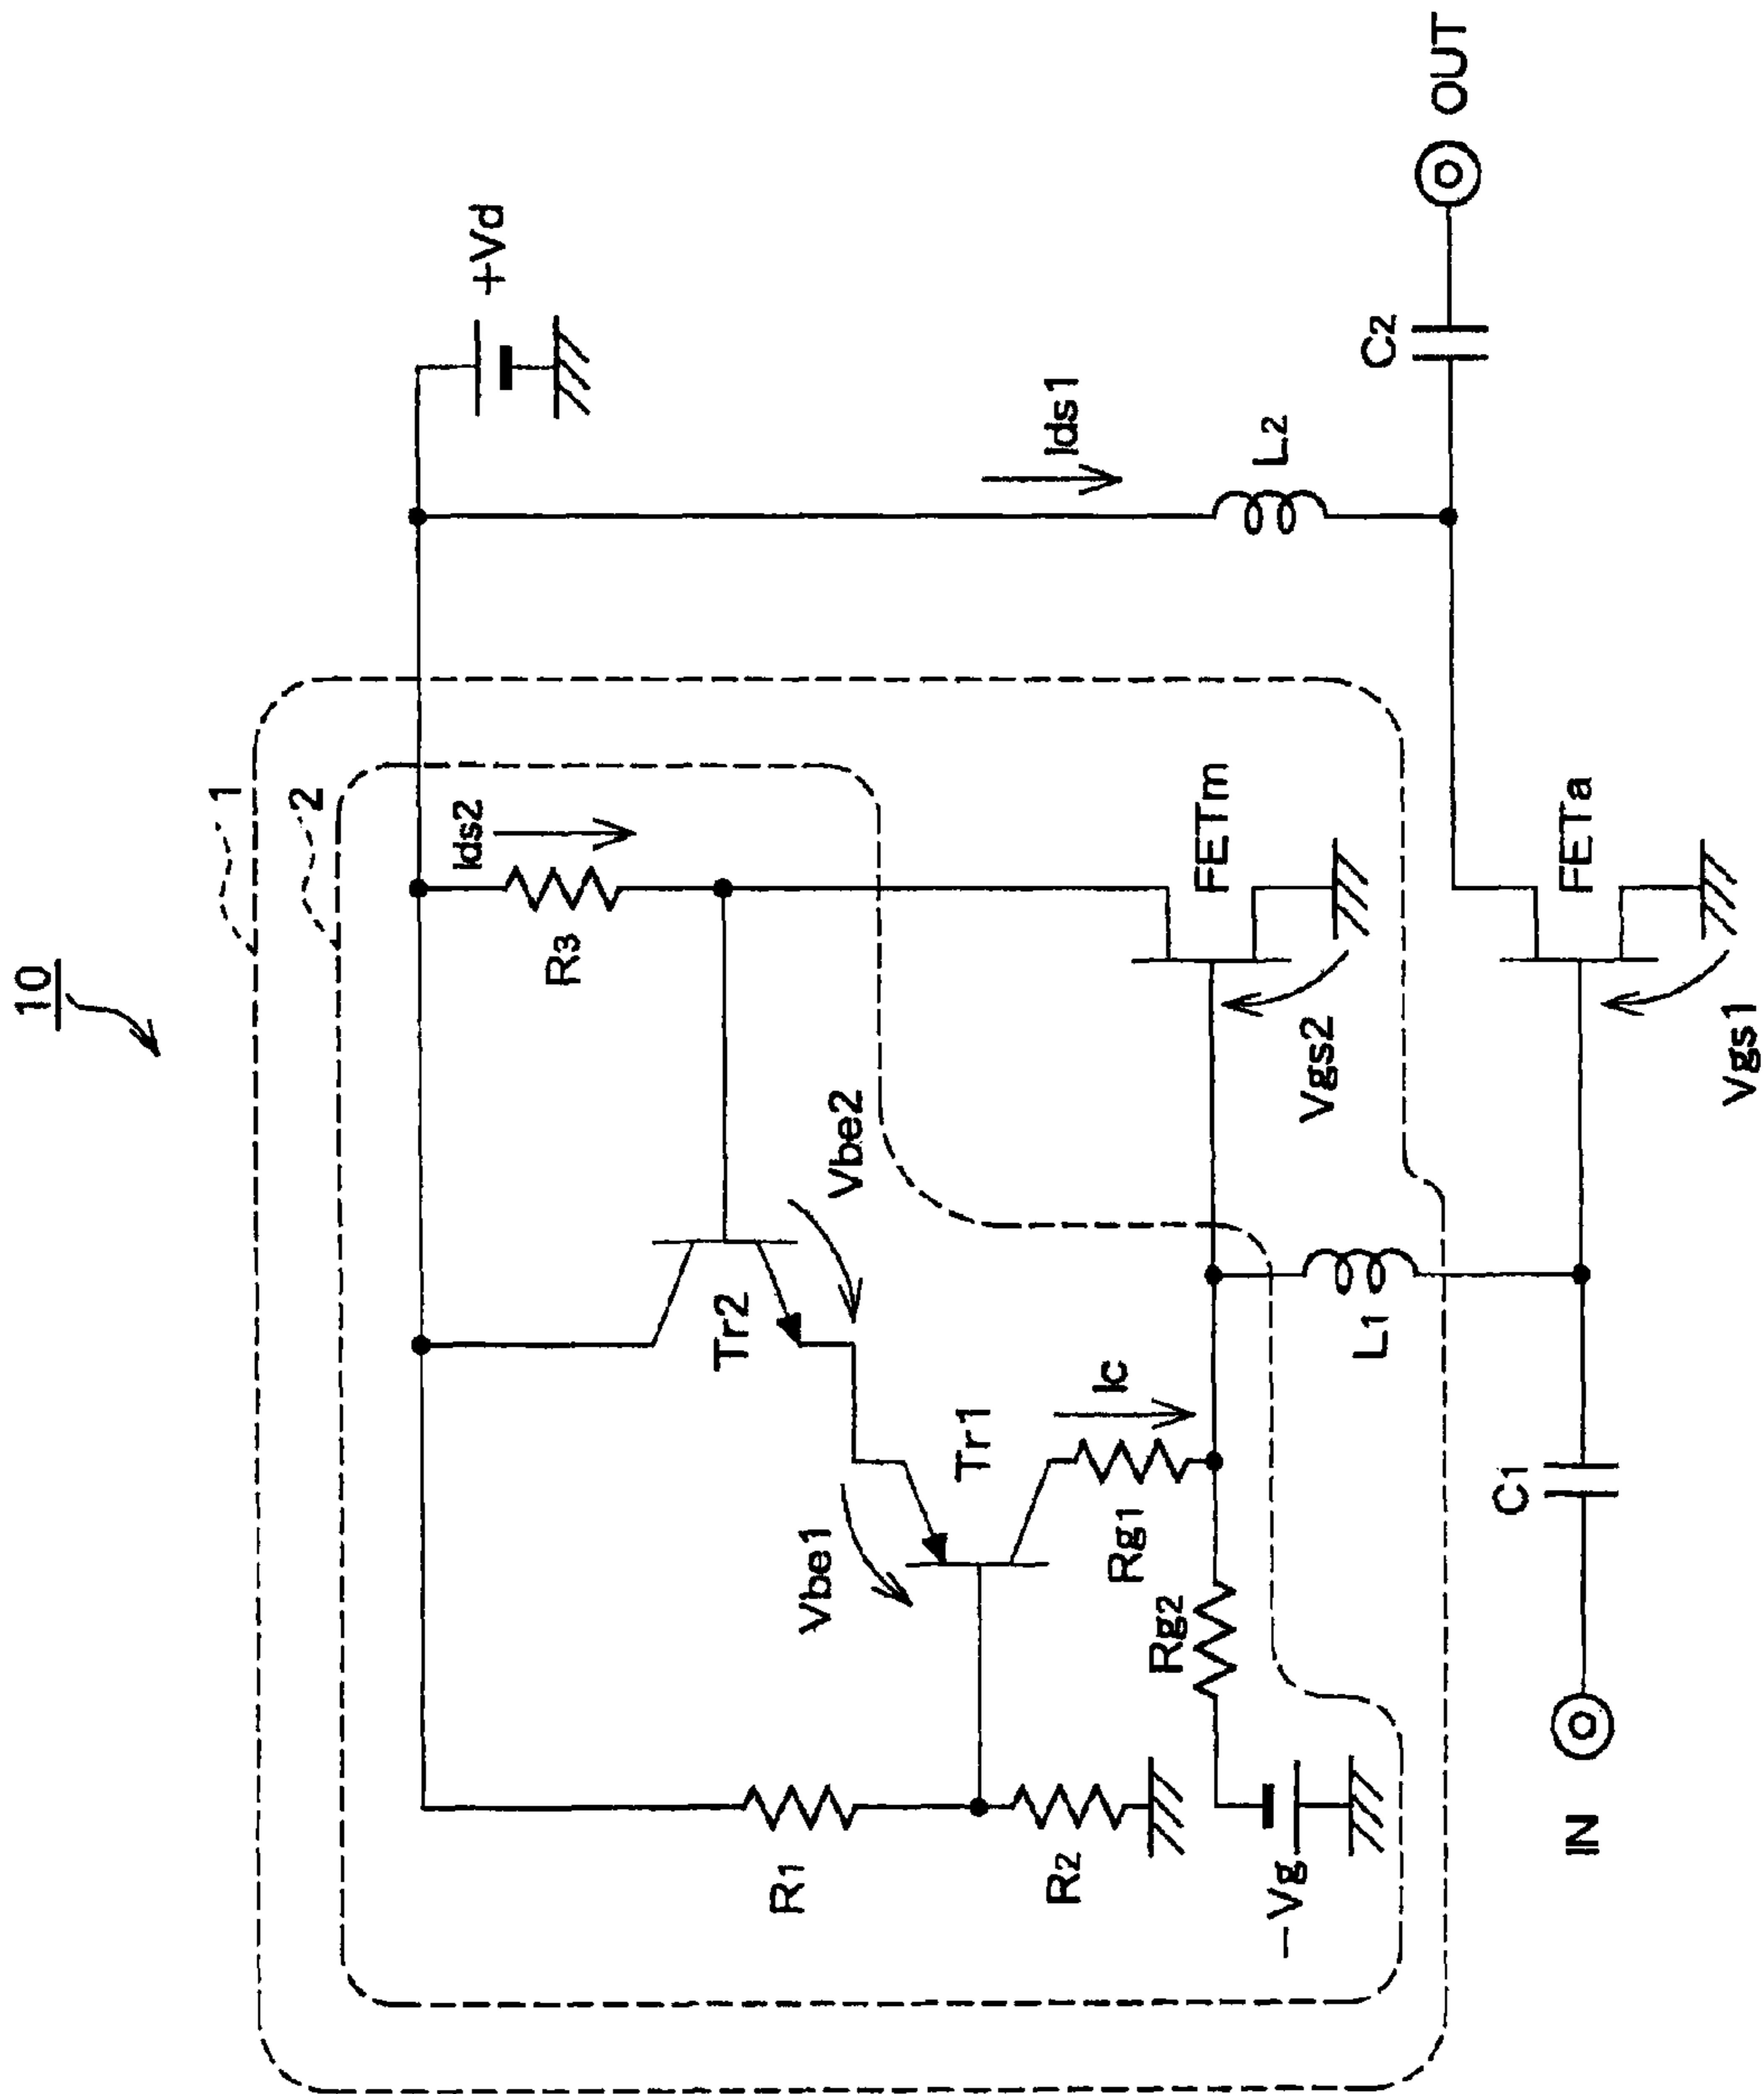 10
1
2
+Vd
Ids2
R3
Ids1
Tr2
Vbe2
Vbe1
Tr1
R1
R2
Ic
Rg1
Rg2
-Vg
FETm
Vgs2
L1
L2
C2
OUT
FETa
Vgs1
C1
IN